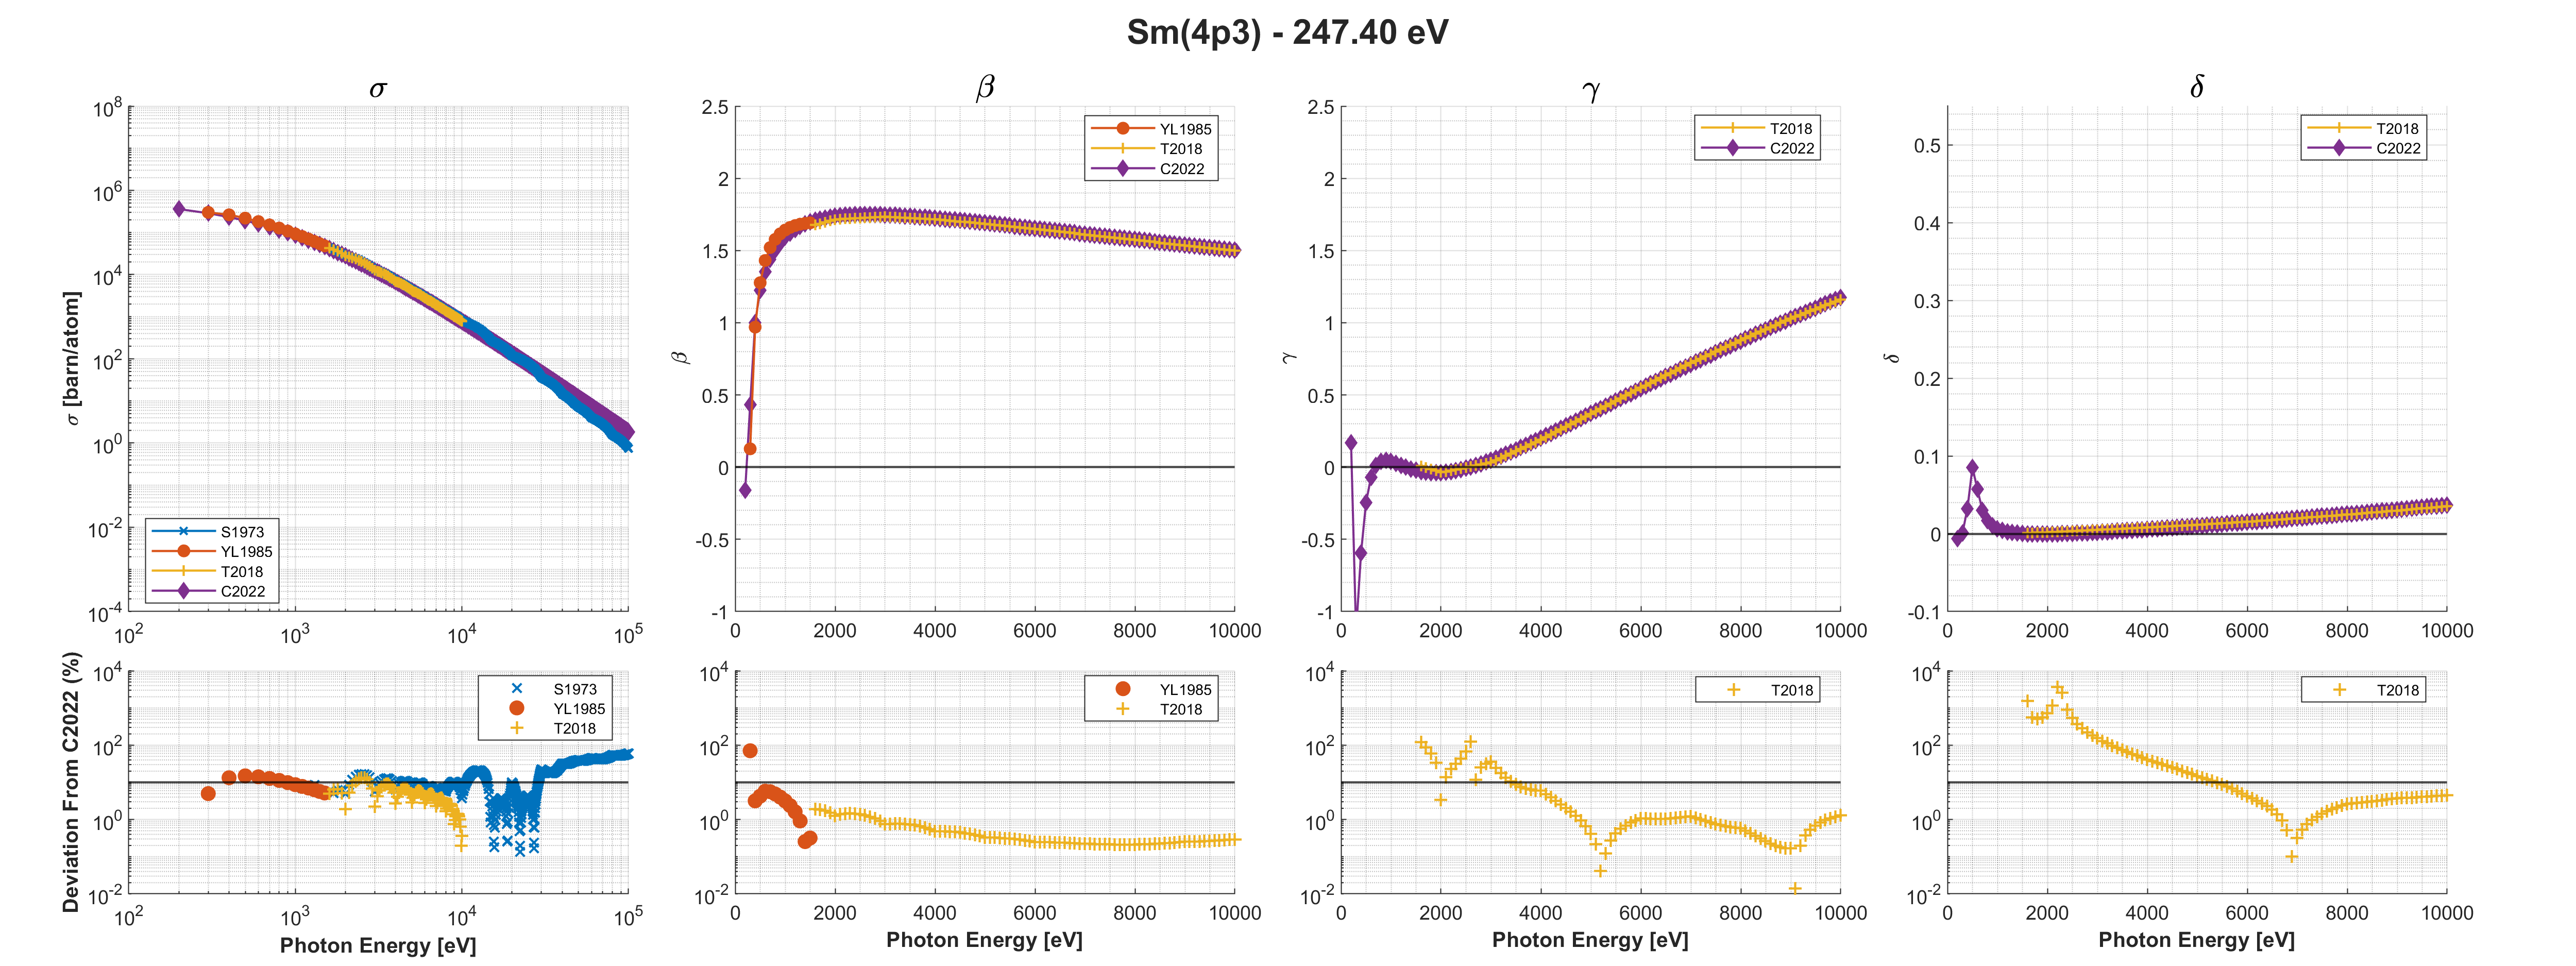 Sm(4p3) - 247.40 eV
σ
10^8
10^6
10^4
10^2
10^0
10^-2
10^-4
σ [barn/atom]
S1973
YL1985
T2018
C2022
10^2
10^3
10^4
10^5
β
2.5
2
1.5
1
0.5
0
-0.5
-1
β
YL1985
T2018
C2022
0
2000
4000
6000
8000
10000
γ
2.5
2
1.5
1
0.5
0
-0.5
-1
γ
T2018
C2022
0
2000
4000
6000
8000
10000
δ
0.5
0.4
0.3
0.2
0.1
0
-0.1
δ
T2018
C2022
0
2000
4000
6000
8000
10000
Deviation From C2022 (%)
10^4
10^2
10^0
10^-2
S1973
YL1985
T2018
10^2
10^3
10^4
10^5
Photon Energy [eV]
10^4
10^2
10^0
10^-2
YL1985
T2018
0
2000
4000
6000
8000
10000
Photon Energy [eV]
10^4
10^2
10^0
10^-2
T2018
0
2000
4000
6000
8000
10000
Photon Energy [eV]
10^4
10^2
10^0
10^-2
T2018
0
2000
4000
6000
8000
10000
Photon Energy [eV]